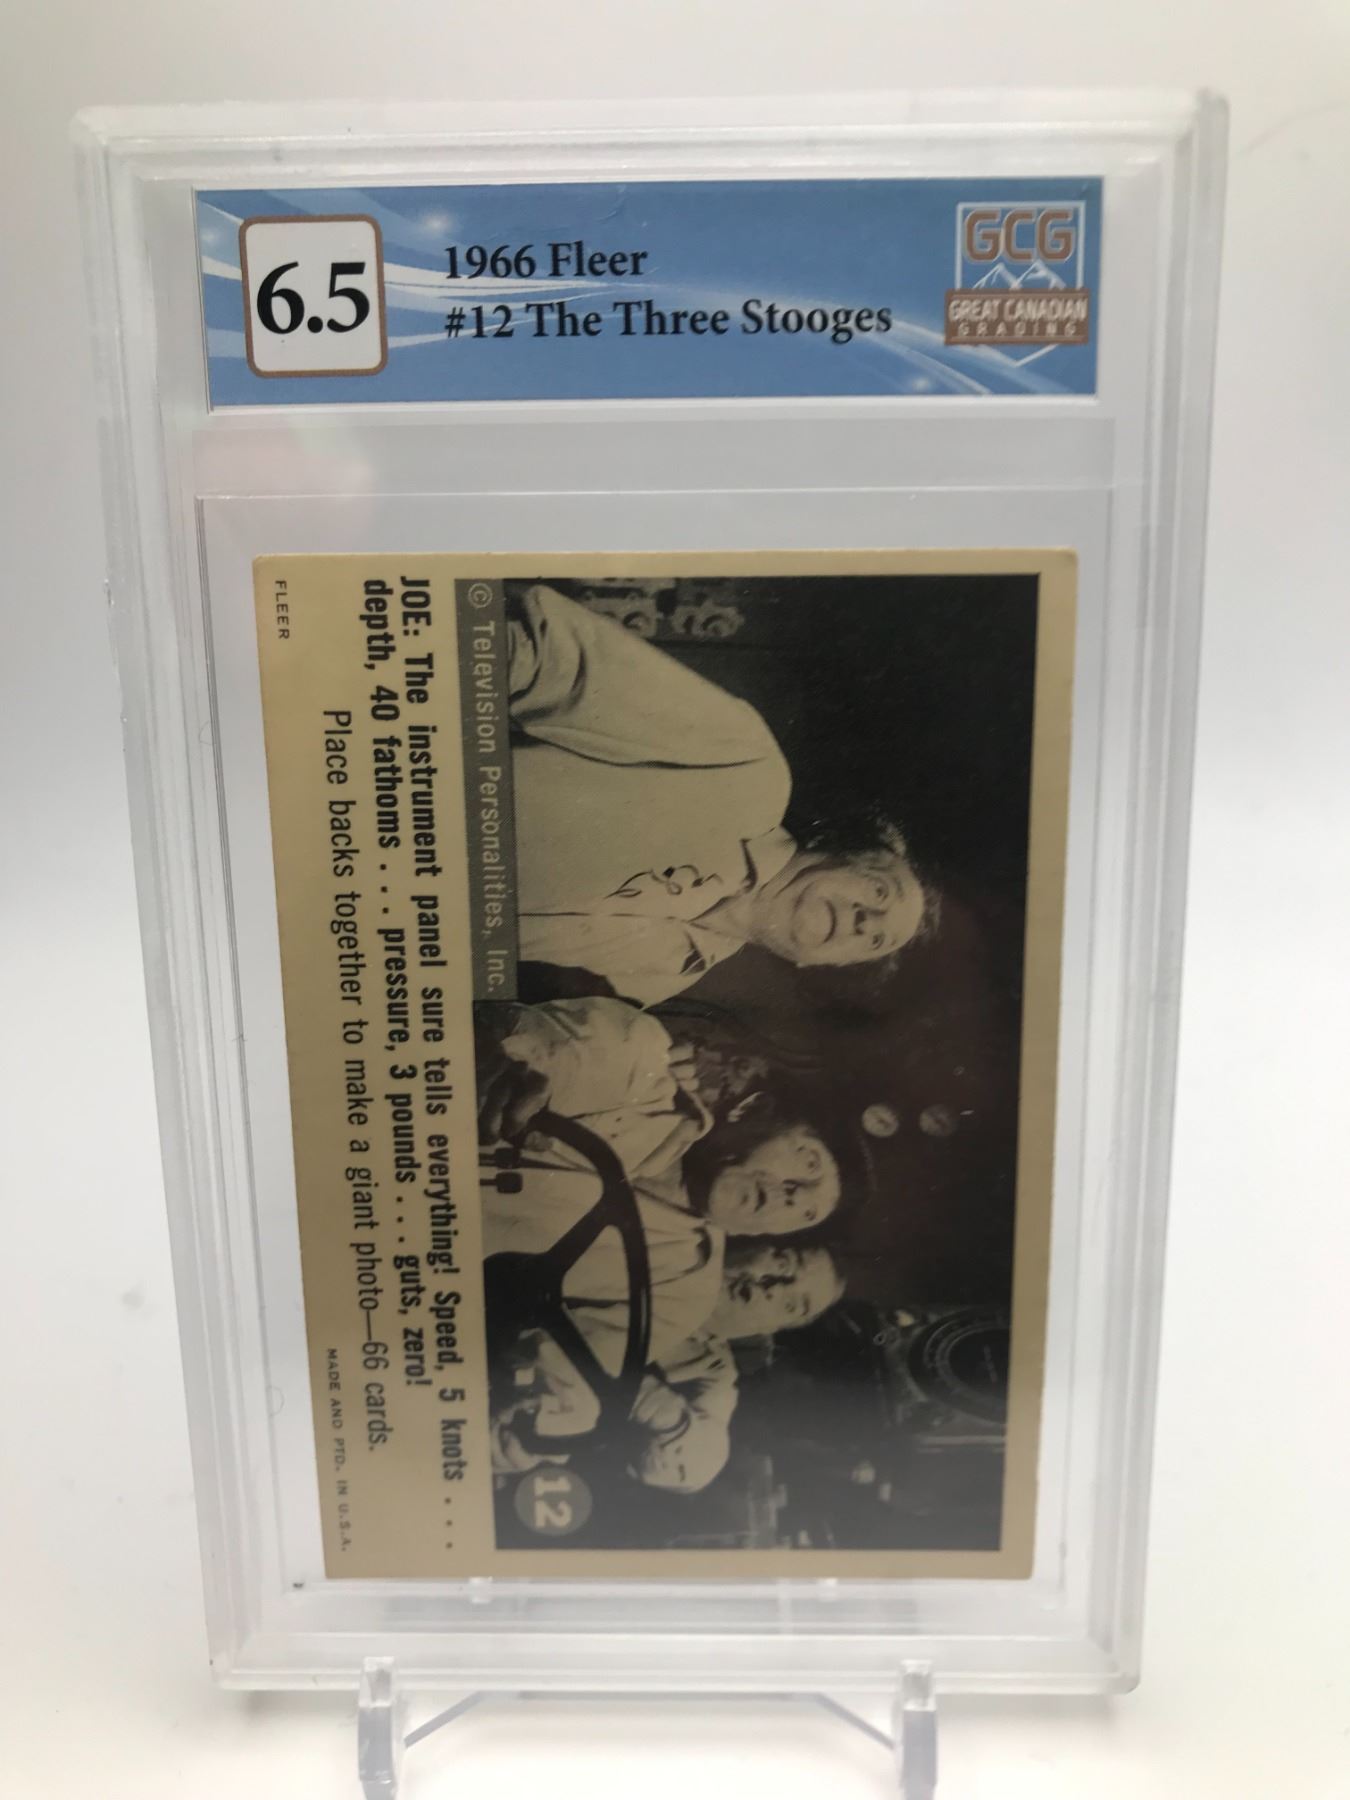 6.5
1966 Fleer
#12 The Three Stooges
GCG
GREAT CANADIAN
GRADING
© Television Personalities, Inc.
12
JOE: The instrument panel sure tells everything! Speed, 5 knots . . . .
depth, 40 fathoms . . . pressure, 3 pounds . . . guts, zero!
Place backs together to make a giant photo—66 cards.
FLEER
MADE AND PTD. IN U.S.A.